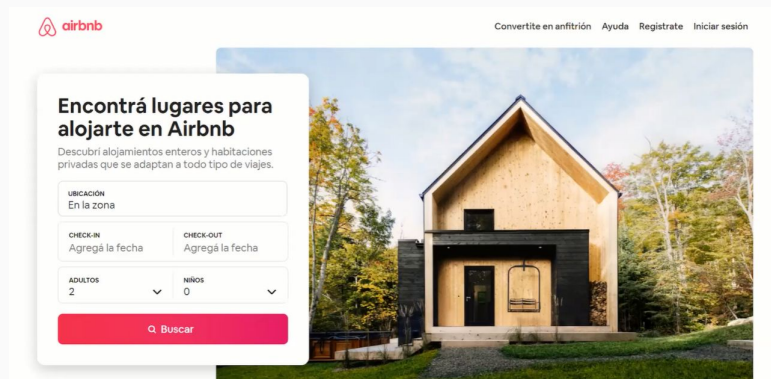 airbnb
Convertite en anfitrión Ayuda Registrate Iniciar sesión
Encontrá lugares para
alojarte en Airbnb
Descubrí alojamientos enteros y habitaciones
privadas que se adaptan a todo tipo de viajes.
UBICACIÓN
En la zona
CHECK-IN CHECK-OUT
Agregá la fecha Agregá la fecha
ADULTOS NIÑOS
2 0
Buscar